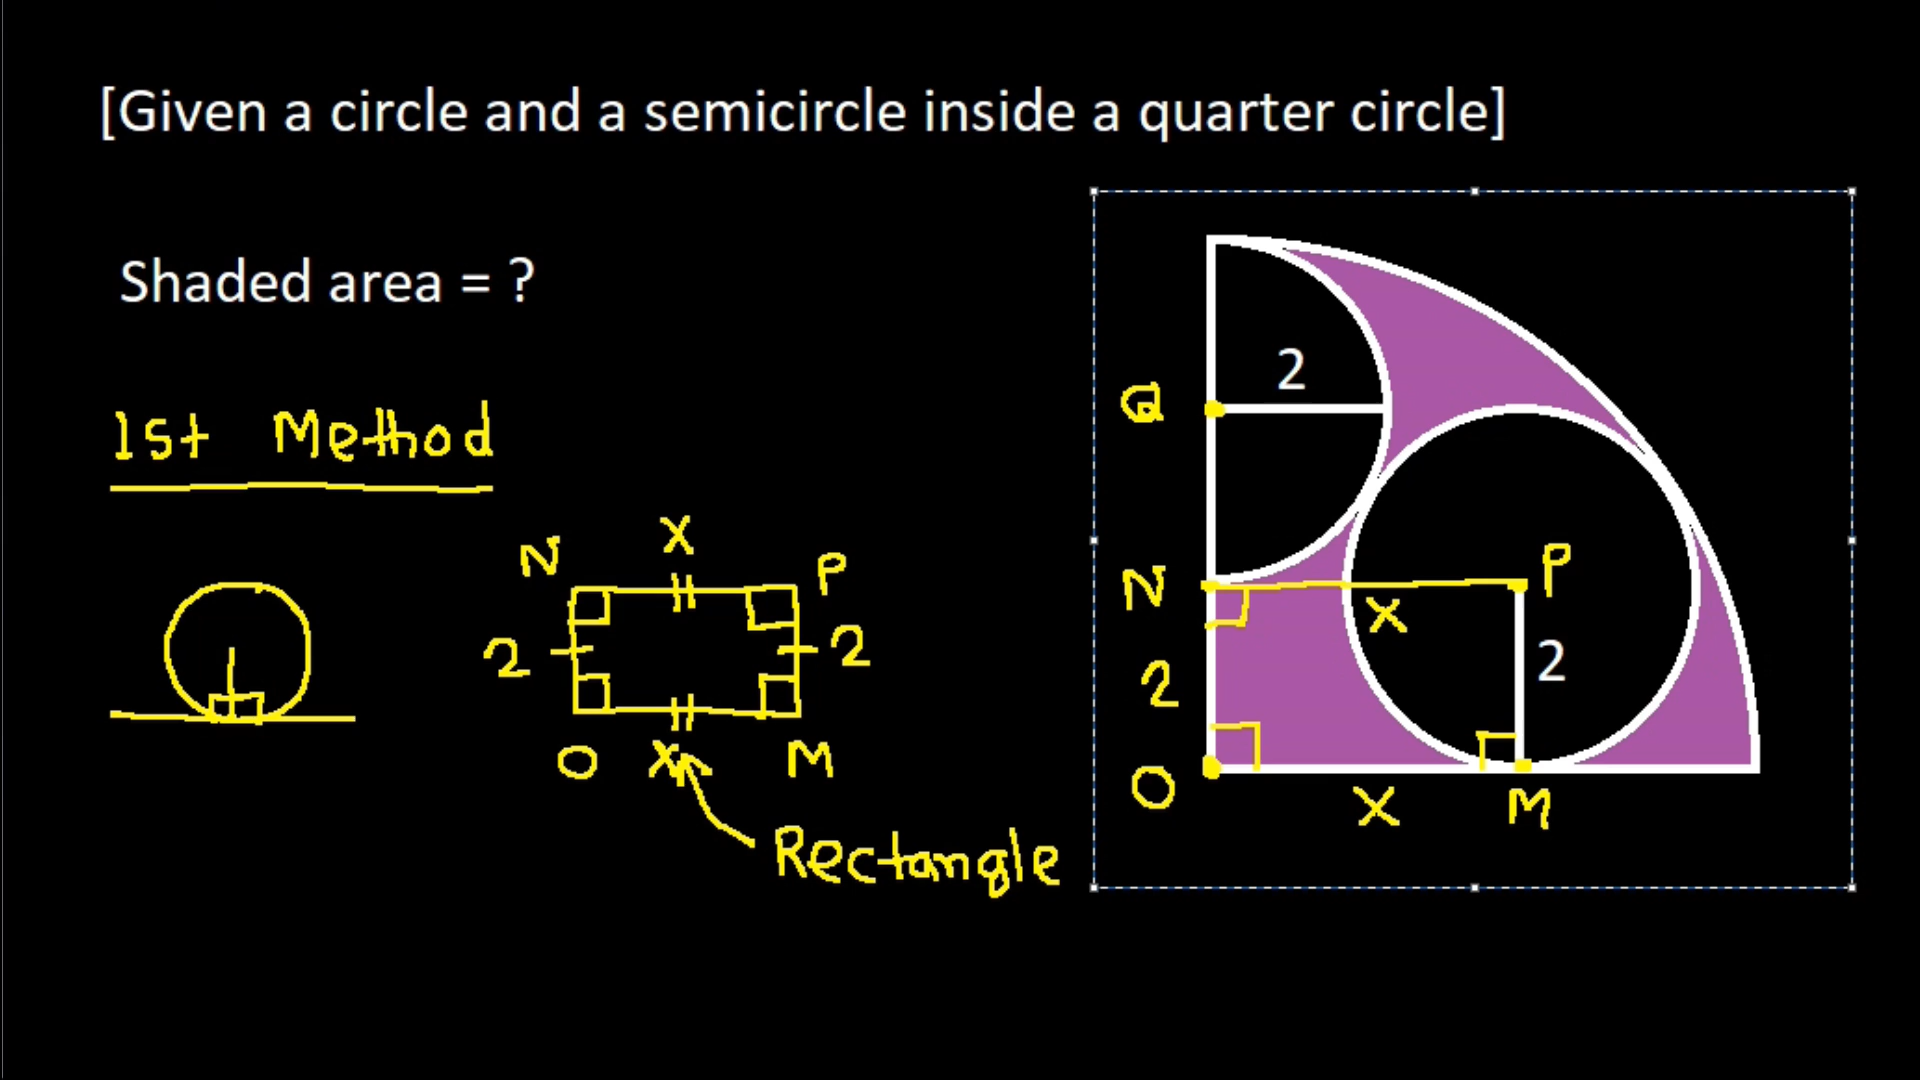 [Given a circle and a semicircle inside a quarter circle]
Shaded area = ?
1st Method
N X P
2 2
O X M
Rectangle
2
Q
N P
X
2 2
O X M